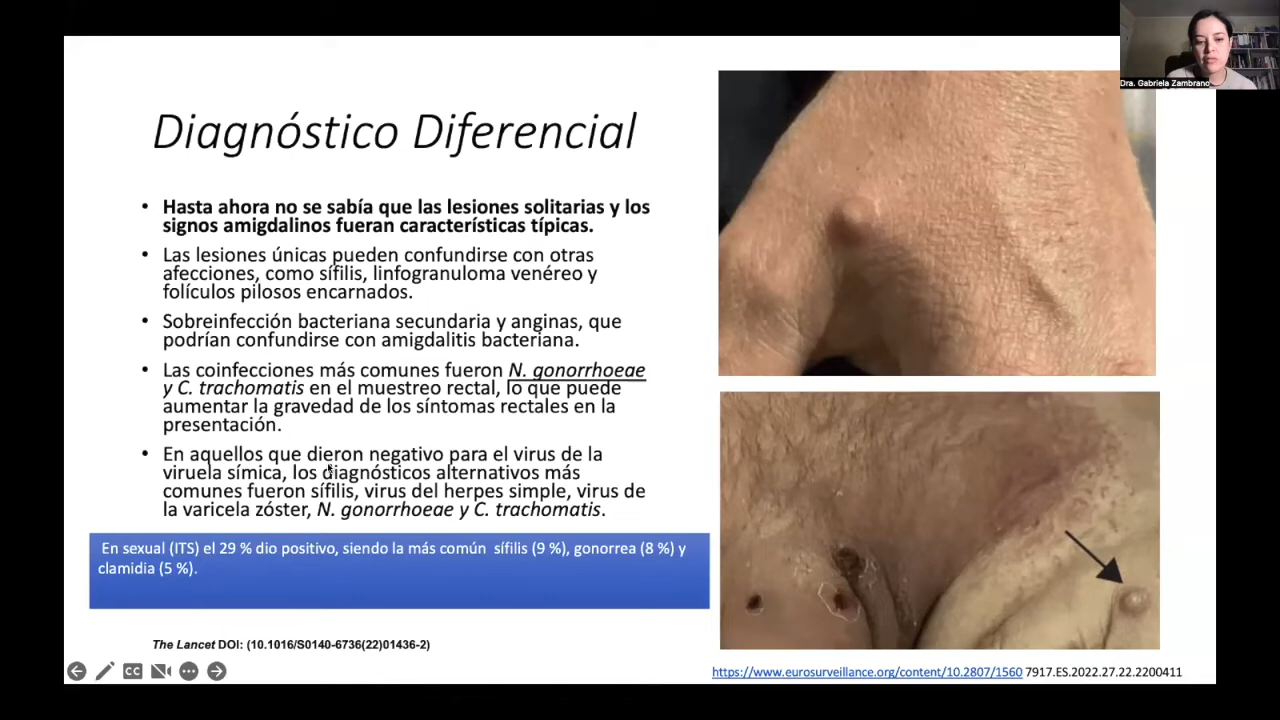 Dra. Gabriela Zambrano
Diagnóstico Diferencial
• Hasta ahora no se sabía que las lesiones solitarias y los
signos amigdalinos fueran características típicas.
• Las lesiones únicas pueden confundirse con otras
afecciones, como sífilis, linfogranuloma venéreo y
folículos pilosos encarnados.
• Sobreinfección bacteriana secundaria y anginas, que
podrían confundirse con amigdalitis bacteriana.
• Las coinfecciones más comunes fueron N. gonorrhoeae
y C. trachomatis en el muestreo rectal, lo que puede
aumentar la gravedad de los síntomas rectales en la
presentación.
• En aquellos que dieron negativo para el virus de la
viruela símica, los diagnósticos alternativos más
comunes fueron sífilis, virus del herpes simple, virus de
la varicela zóster, N. gonorrhoeae y C. trachomatis.
En sexual (ITS) el 29 % dio positivo, siendo la más común sífilis (9 %), gonorrea (8 %) y
clamidia (5 %).
The Lancet DOI: (10.1016/S0140-6736(22)01436-2)
CC
https://www.eurosurveillance.org/content/10.2807/1560 7917.ES.2022.27.22.2200411